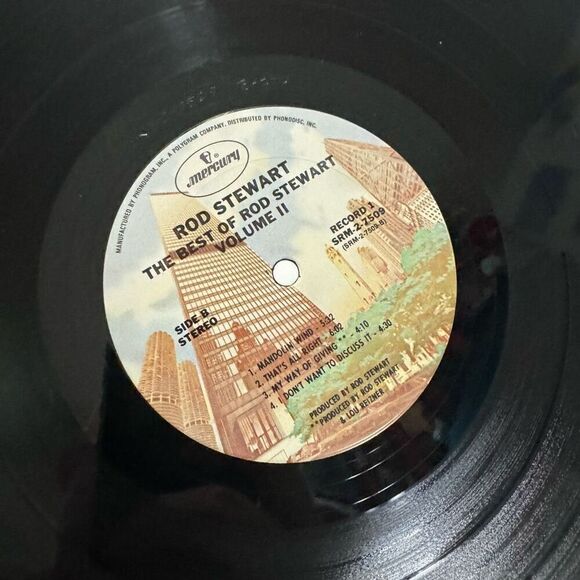 MANUFACTURED BY PHONOGRAM, INC., A POLYGRAM COMPANY, DISTRIBUTED BY PHONODISC, INC.
mercury
ROD STEWART
THE BEST OF ROD STEWART
VOLUME II
RECORD 1
SRM-2-7509
(SRM-2-7509-B)
SIDE B
STEREO
1. MANDOLIN WIND - 5:32
2. THAT'S ALL RIGHT - 6:02
3. MY WAY OF GIVING ** - 4:10
4. I DON'T WANT TO DISCUSS IT - 4:30
PRODUCED BY ROD STEWART
**PRODUCED BY ROD STEWART
& LOU REIZNER